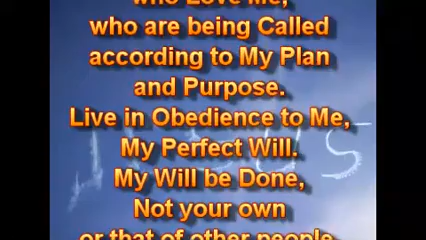 who Love Me,
who are being Called
according to My Plan
and Purpose.
Live in Obedience to Me,
My Perfect Will.
My Will be Done,
Not your own
or that of other people
JESUS